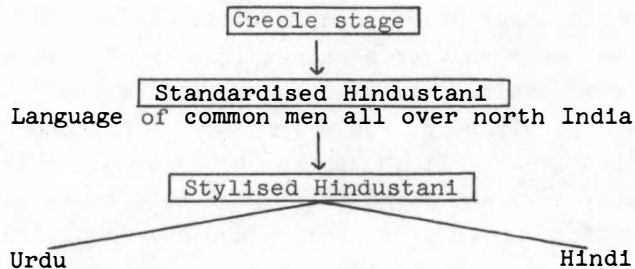 Creole stage
Standardised Hindustani
Language of common men all over north India
Stylised Hindustani
Urdu Hindi